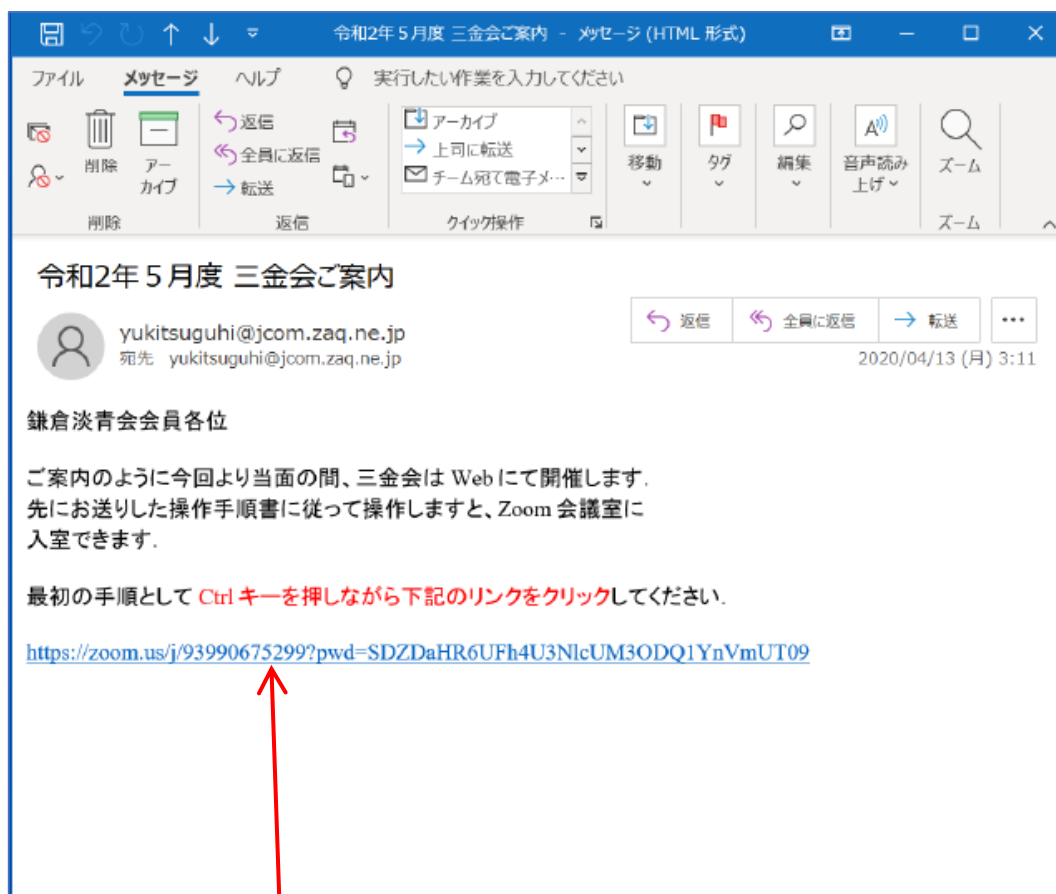 令和2年５月度 三金会ご案内 - メッセージ (HTML 形式)
ファイル メッセージ ヘルプ 実行したい作業を入力してください
削除
アー
カイブ
返信
全員に返信
転送
アーカイブ
上司に転送
チーム宛て電子メ…
移動
タグ
編集
音声読み
上げ
ズーム
削除 返信 クイック操作 ズーム
令和2年５月度 三金会ご案内
yukitsuguhi@jcom.zaq.ne.jp
宛先 yukitsuguhi@jcom.zaq.ne.jp
返信 全員に返信 転送 …
2020/04/13 (月) 3:11
鎌倉淡青会会員各位
ご案内のように今回より当面の間、三金会は Web にて開催します.
先にお送りした操作手順書に従って操作しますと、Zoom 会議室に
入室できます.
最初の手順として Ctrl キーを押しながら下記のリンクをクリックしてください.
https://zoom.us/j/93990675299?pwd=SDZDaHR6UFh4U3NlcUM3ODQ1YnVmUT09